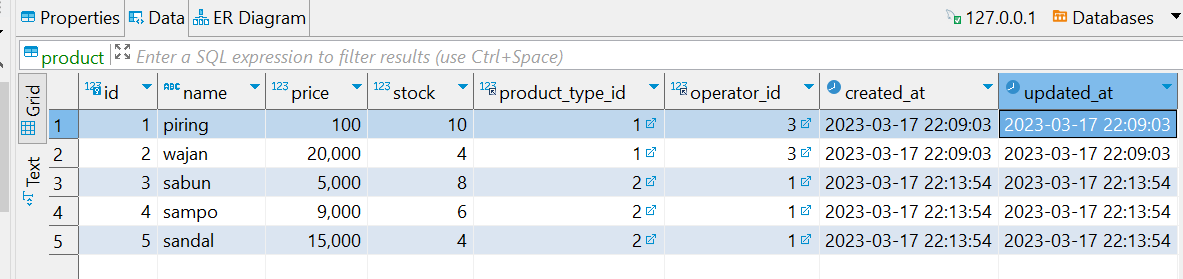 Properties Data ER Diagram 127.0.0.1 Databases
product Enter a SQL expression to filter results (use Ctrl+Space)
Grid
Text
123 id ABC name 123 price 123 stock 123 product_type_id 123 operator_id created_at updated_at
1 1 piring 100 10 1 3 2023-03-17 22:09:03 2023-03-17 22:09:03
2 2 wajan 20,000 4 1 3 2023-03-17 22:09:03 2023-03-17 22:09:03
3 3 sabun 5,000 8 2 1 2023-03-17 22:13:54 2023-03-17 22:13:54
4 4 sampo 9,000 6 2 1 2023-03-17 22:13:54 2023-03-17 22:13:54
5 5 sandal 15,000 4 2 1 2023-03-17 22:13:54 2023-03-17 22:13:54